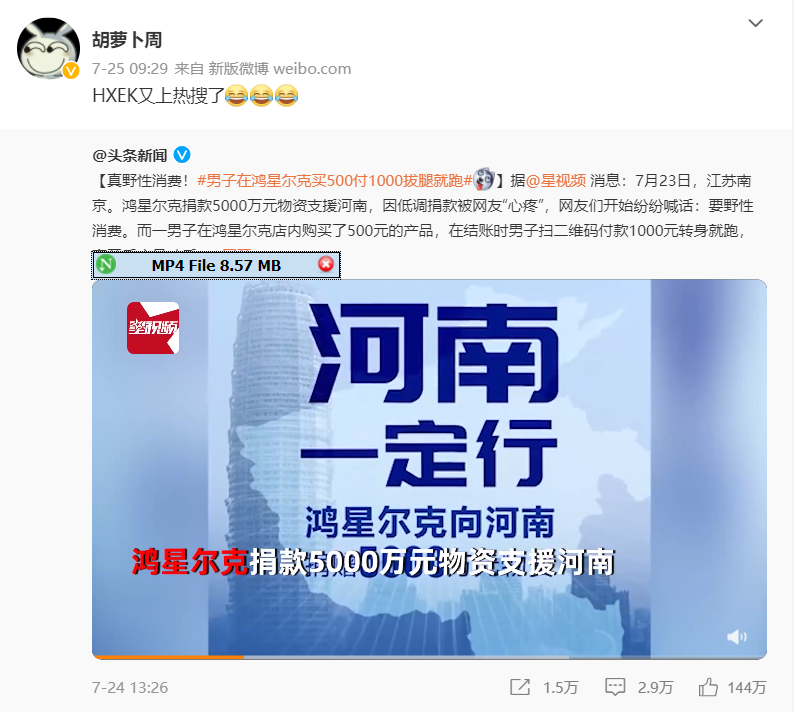 胡萝卜周
7-25 09:29 来自 新版微博 weibo.com
HXEK又上热搜了😂😂😂
@头条新闻
【真野性消费！#男子在鸿星尔克买500付1000拔腿就跑#】据@星视频 消息：7月23日，江苏南
京。鸿星尔克捐款5000万元物资支援河南，因低调捐款被网友“心疼”，网友们开始纷纷喊话：要野性
消费。而一男子在鸿星尔克店内购买了500元的产品，在结账时男子扫二维码付款1000元转身就跑，
MP4 File 8.57 MB
星视频
河南
一定行
鸿星尔克向河南
鸿星尔克捐款5000万元物资支援河南
7-24 13:26
1.5万
2.9万
144万